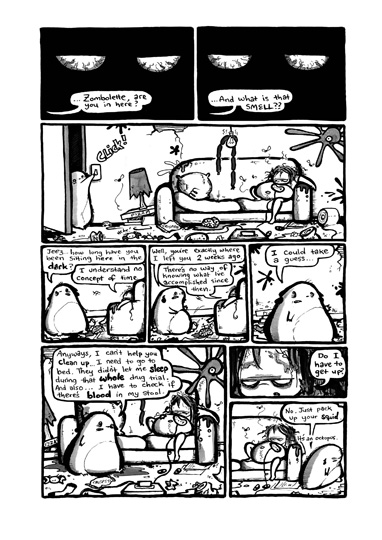 ...Zombolette, are
you in here?
...And what is that
SMELL??
CLICK!
Jee's... how long have you
been sitting here in the
dark?
I understand no
concept of time.
Well, you're exactly where
I left you 2 weeks ago.
There's no way of
knowing what I've
accomplished since
then.
I could take
a guess...
Anyways, I can't help you
clean up... I need to go to
bed. They didn't let me sleep
during that whole drug trial.
And also... I have to check if
there's blood in my stool.
Do I
have to
get up?
No. Just pack
up your squid
It's an octopus.